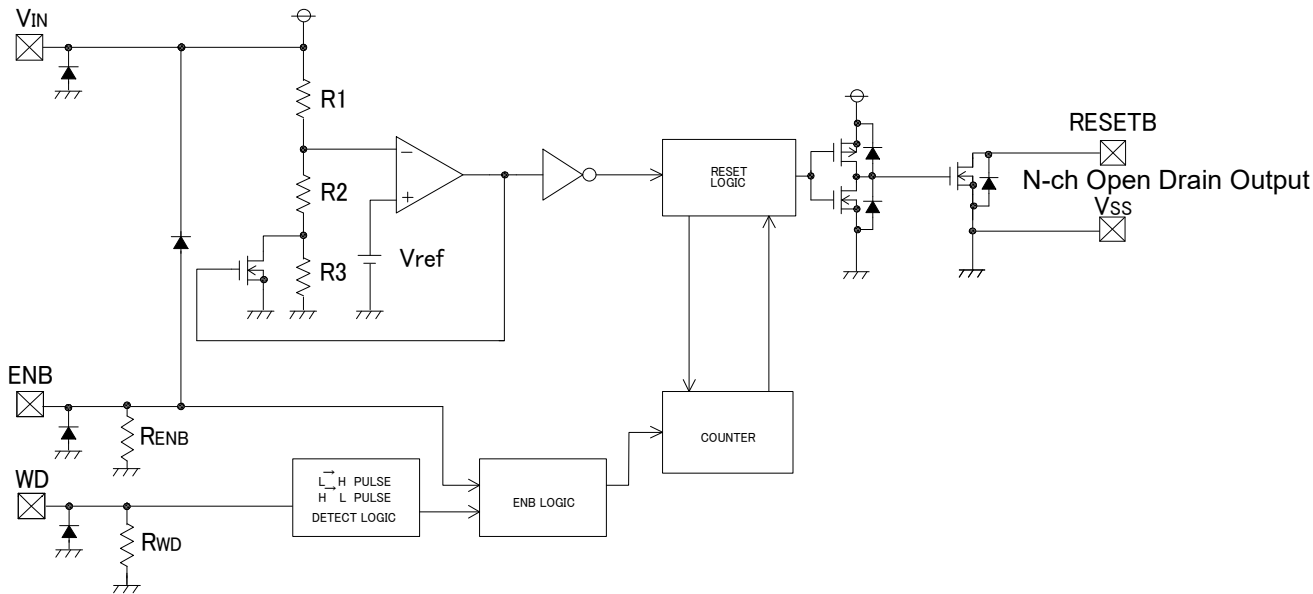 VIN
R1
RESETB
RESET
LOGIC
N-ch Open Drain Output
−
+
R2
VSS
Vref
R3
ENB
RENB
COUNTER
WD
L → H PULSE
H → L PULSE
DETECT LOGIC
ENB LOGIC
RWD